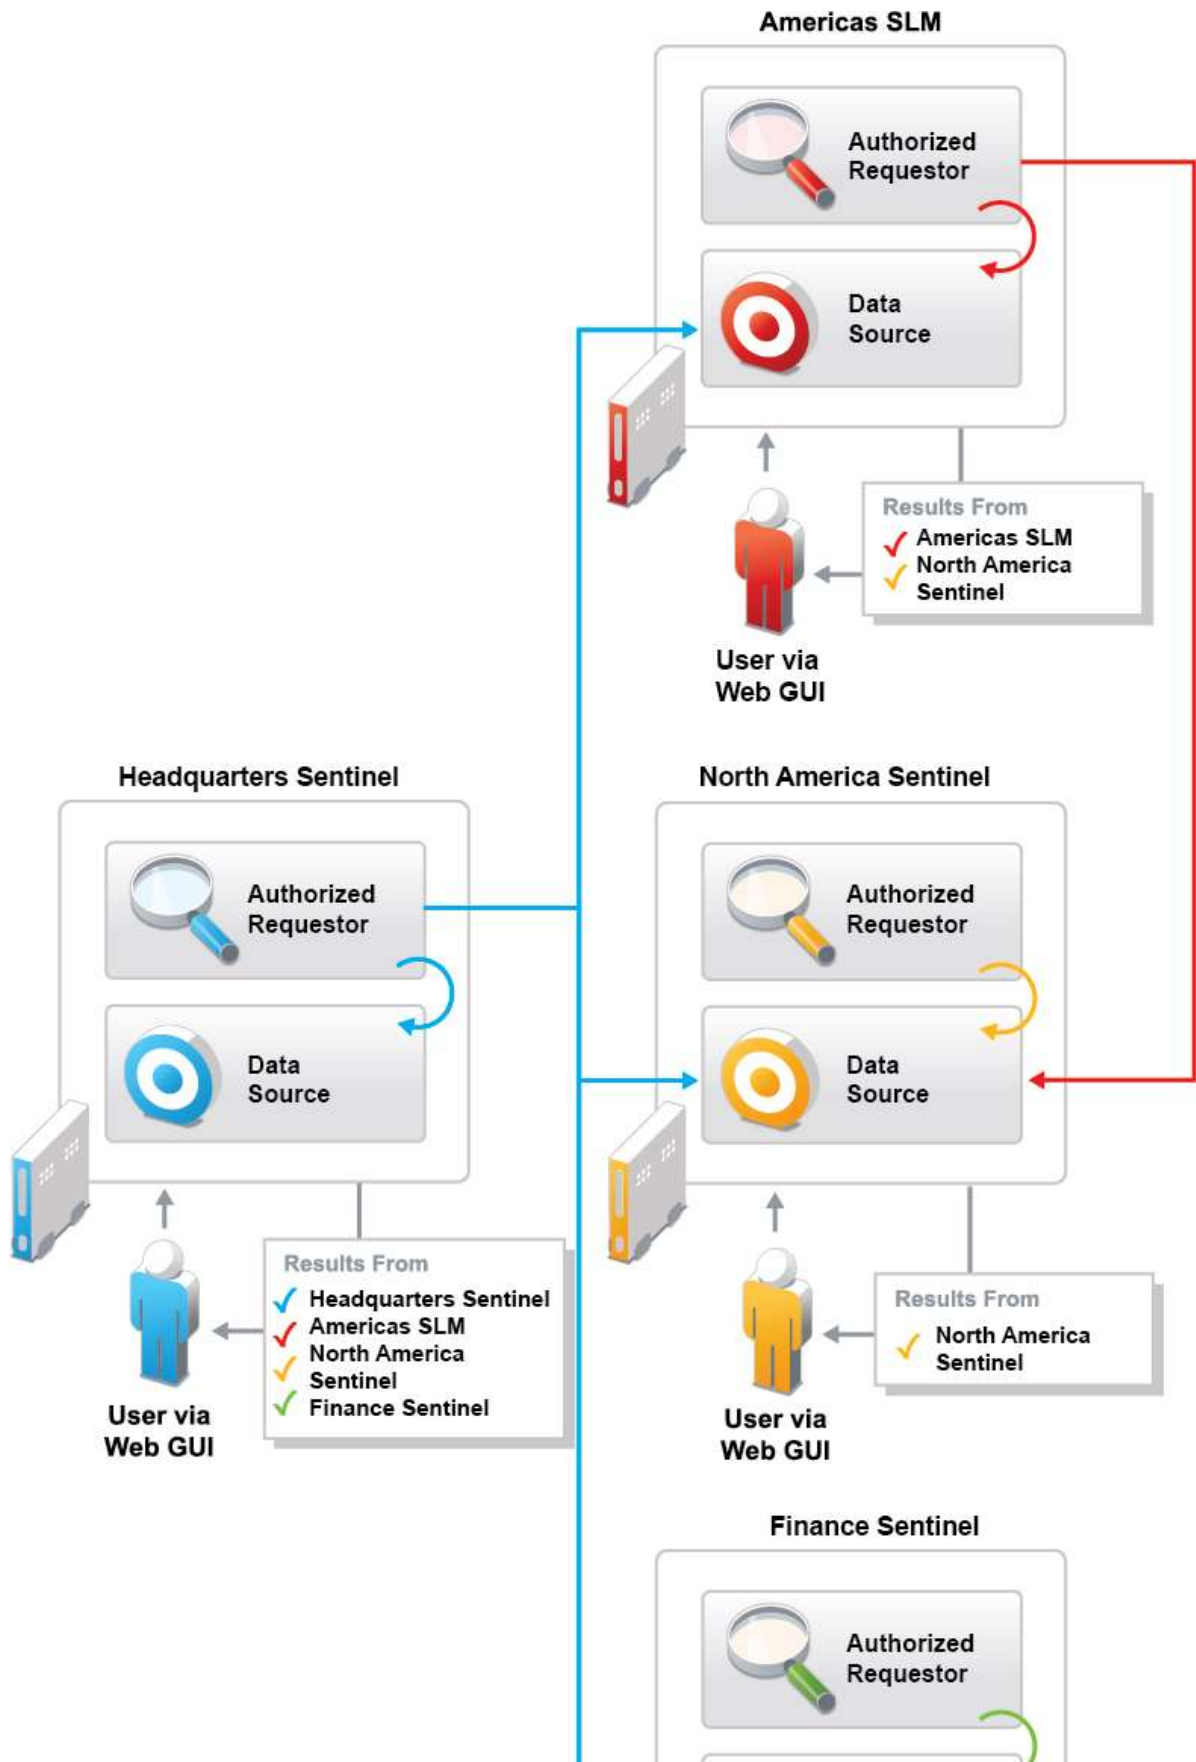 Americas SLM
Authorized
Requestor
Data
Source
Results From
Americas SLM
North America
Sentinel
User via
Web GUI
Headquarters Sentinel
Authorized
Requestor
Data
Source
Results From
Headquarters Sentinel
Americas SLM
North America
Sentinel
Finance Sentinel
User via
Web GUI
North America Sentinel
Authorized
Requestor
Data
Source
Results From
North America
Sentinel
User via
Web GUI
Finance Sentinel
Authorized
Requestor